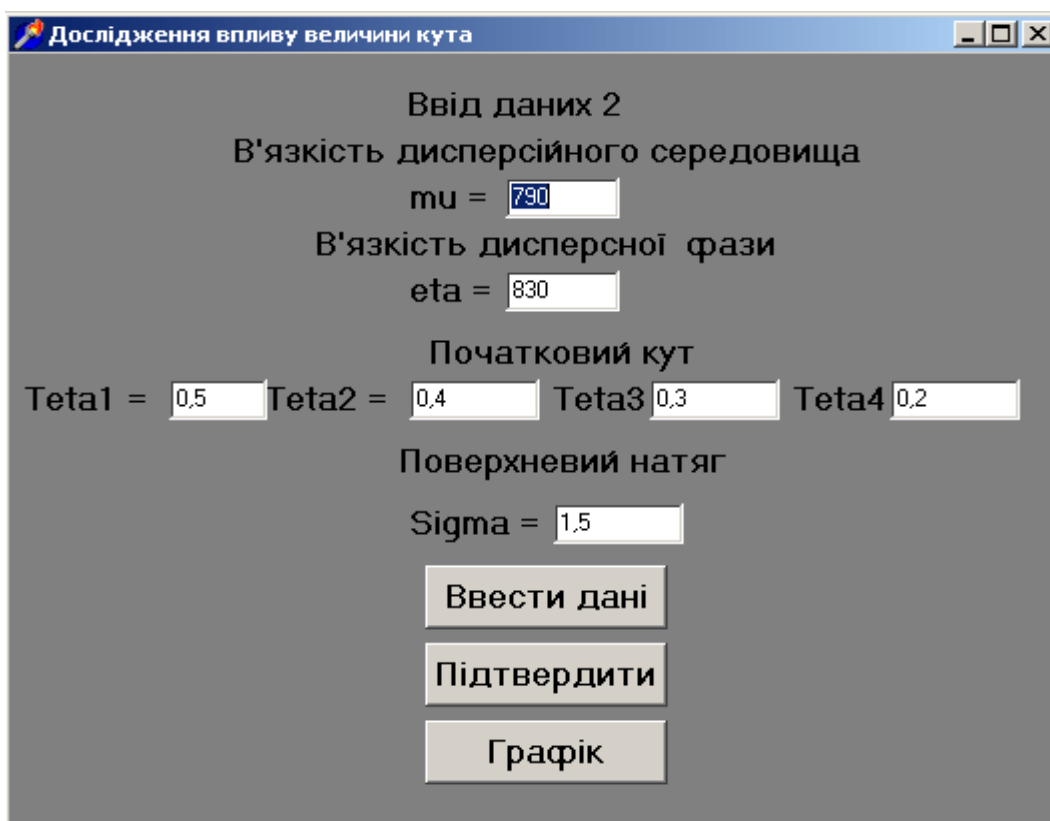 Дослідження впливу величини кута
Ввід даних 2
В'язкість дисперсійного середовища
mu = 790
В'язкість дисперсної фази
eta = 830
Початковий кут
Teta1 = 0,5 Teta2 = 0,4 Teta3 0,3 Teta4 0,2
Поверхневий натяг
Sigma = 1,5
Ввести дані
Підтвердити
Графік